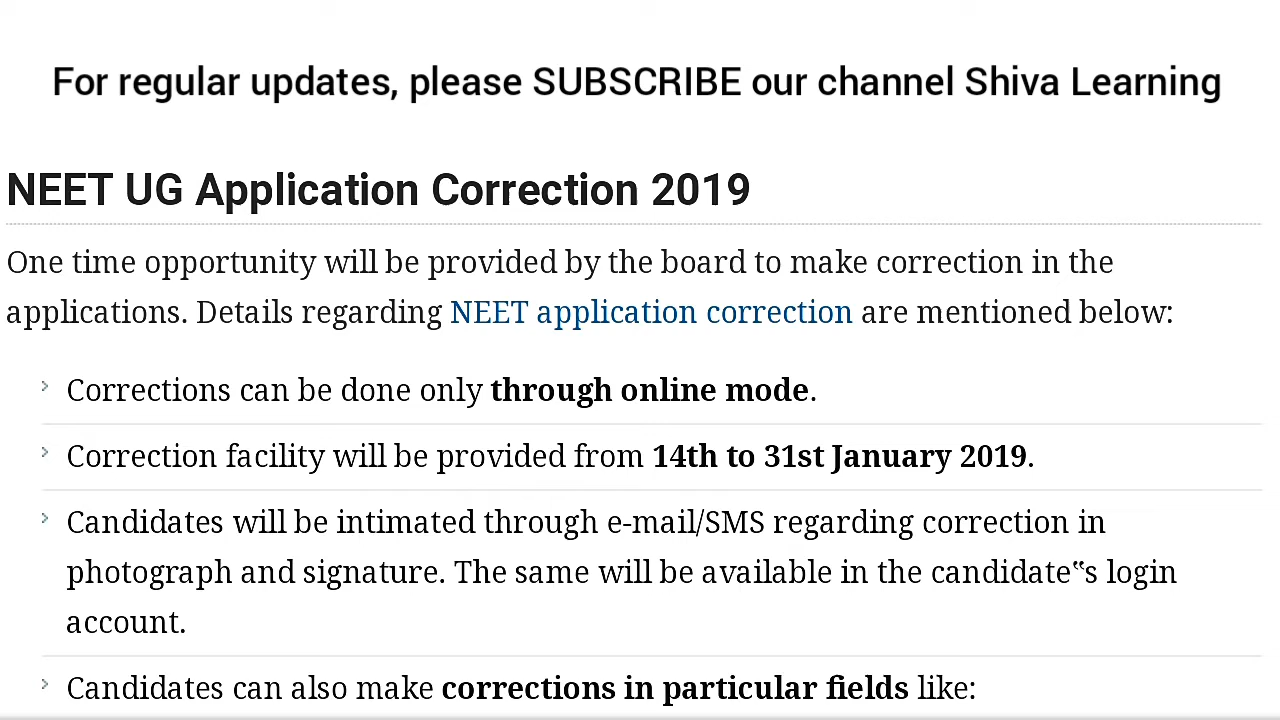 For regular updates, please SUBSCRIBE our channel Shiva Learning
NEET UG Application Correction 2019
One time opportunity will be provided by the board to make correction in the
applications. Details regarding NEET application correction are mentioned below:
Corrections can be done only through online mode.
Correction facility will be provided from 14th to 31st January 2019.
Candidates will be intimated through e-mail/SMS regarding correction in
photograph and signature. The same will be available in the candidate‟s login
account.
Candidates can also make corrections in particular fields like: